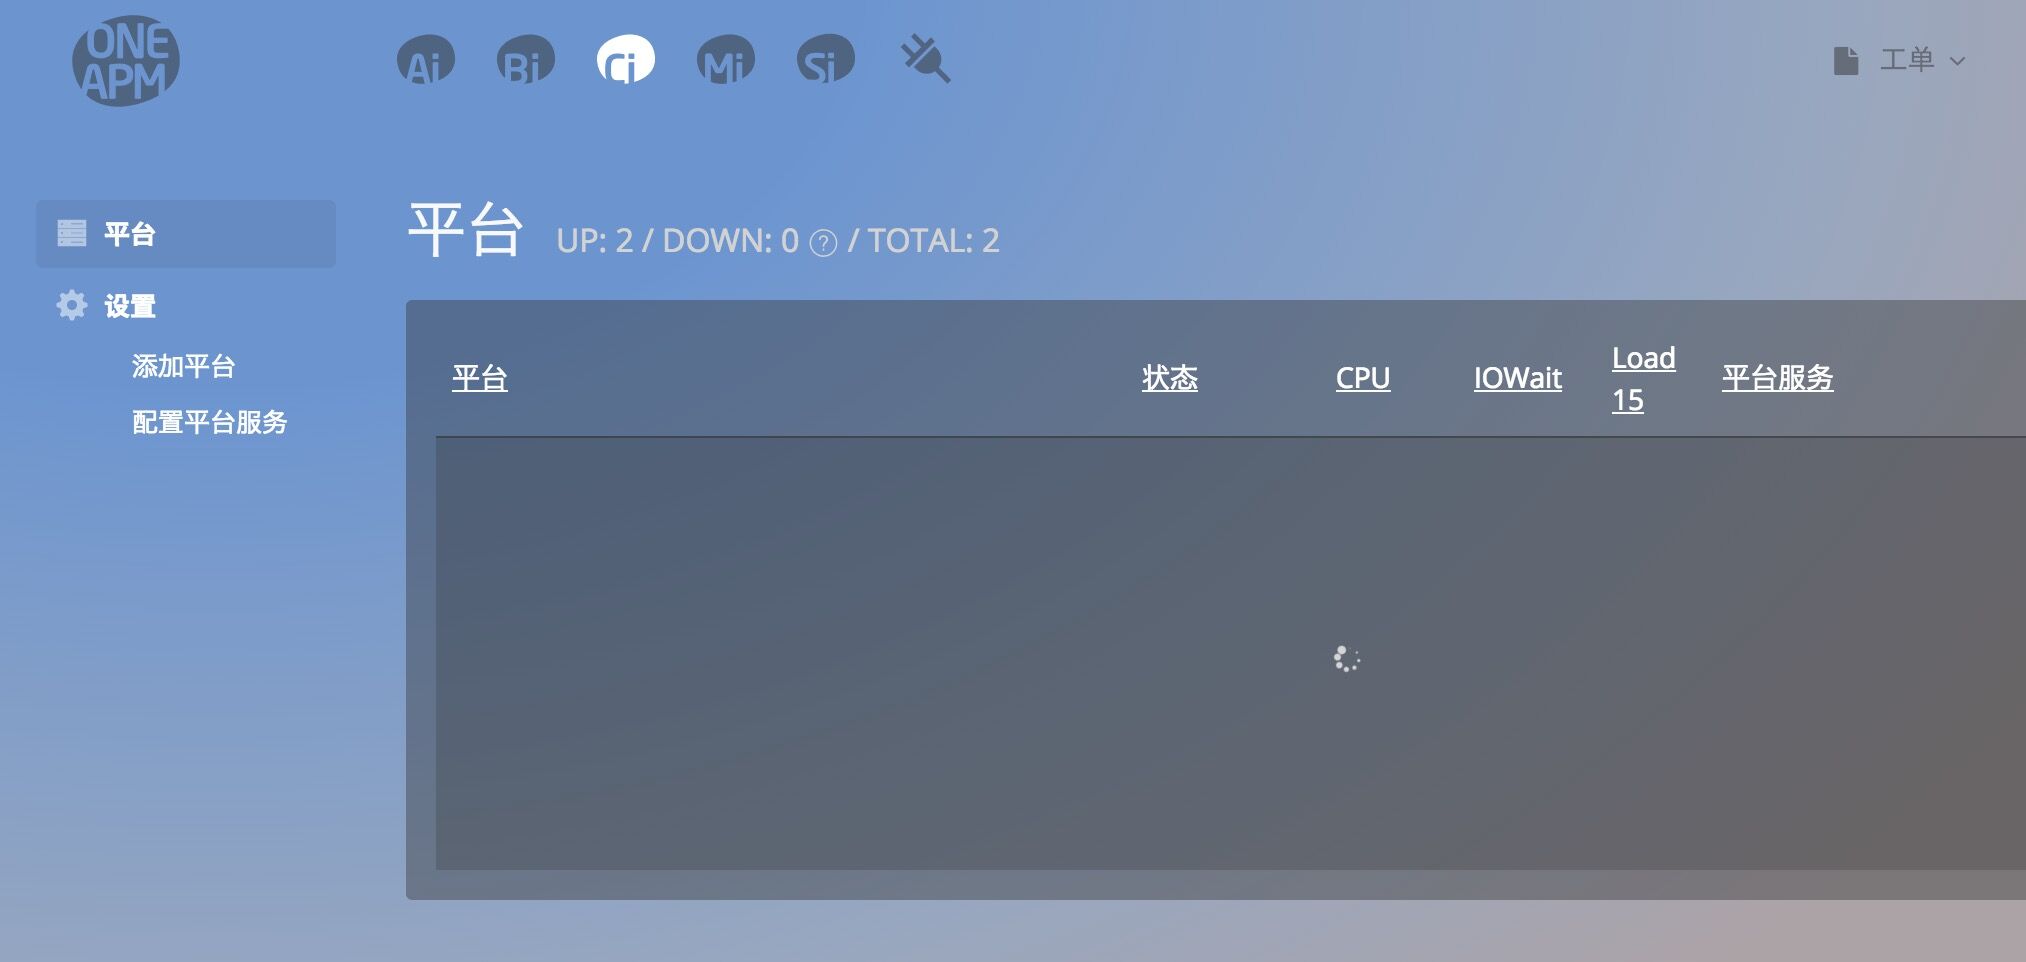 ONE
APM
Ai Bi Ci Mi Si
工单
平台
设置
添加平台
配置平台服务
平台 UP: 2 / DOWN: 0 ? / TOTAL: 2
平台 状态 CPU IOWait Load 15 平台服务